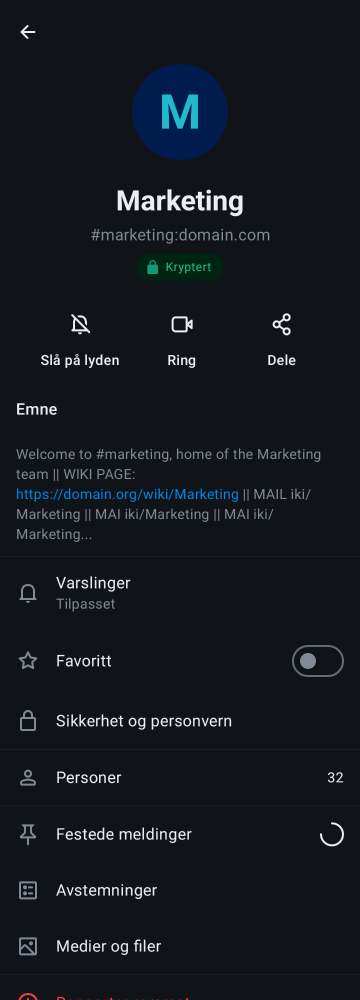 M
Marketing
#marketing:domain.com
Kryptert
Slå på lyden
Ring
Dele
Emne
Welcome to #marketing, home of the Marketing
team || WIKI PAGE:
https://domain.org/wiki/Marketing || MAIL iki/
Marketing || MAI iki/Marketing || MAI iki/
Marketing...
Varslinger
Tilpasset
Favoritt
Sikkerhet og personvern
Personer
32
Festede meldinger
Avstemninger
Medier og filer